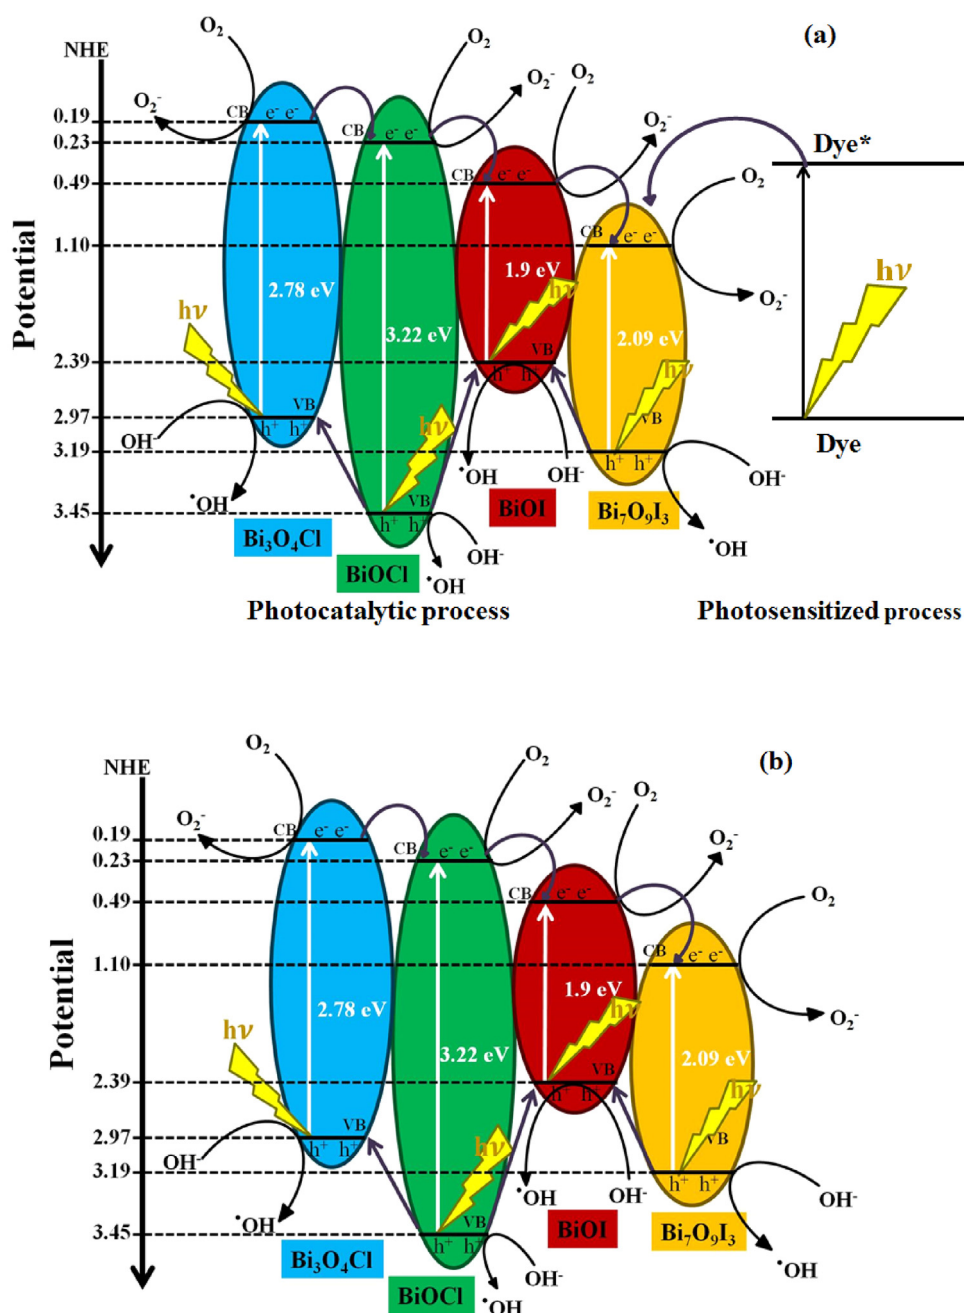 O₂
O₂
(a)
NHE
O₂⁻
O₂⁻
O₂
0.19
CB e⁻ e⁻
O₂⁻
Dye*
0.23
CB e⁻ e⁻
0.49
CB e⁻ e⁻
O₂
1.10
CB e⁻ e⁻
Potential
2.78 eV
1.9 eV
hν
O₂⁻
hν
hν
3.22 eV
2.09 eV
2.39
VB
h⁺ h⁺
hν
2.97
VB
h⁺ h⁺
hν
VB
Dye
OH⁻
3.19
h⁺ h⁺
·OH
OH⁻
OH-
·OH
BiOI
Bi₇O₉I₃
3.45
VB
h⁺ h⁺
Bi₃O₄Cl
OH-
·OH
BiOCl
·OH
Photocatalytic process
Photosensitized process
O₂
O₂
(b)
NHE
O₂⁻
O₂⁻
O₂
0.19
CB e⁻ e⁻
O₂⁻
0.23
CB e⁻ e⁻
0.49
CB e⁻ e⁻
O₂
1.10
CB e⁻ e⁻
Potential
2.78 eV
1.9 eV
hν
O₂⁻
hν
3.22 eV
2.09 eV
2.39
VB
h⁺ h⁺
hν
2.97
VB
h⁺ h⁺
hν
VB
OH-
3.19
h⁺ h⁺
·OH
OH-
OH-
·OH
BiOI
Bi₇O₉I₃
3.45
VB
h⁺ h⁺
Bi₃O₄Cl
OH-
·OH
BiOCl
·OH